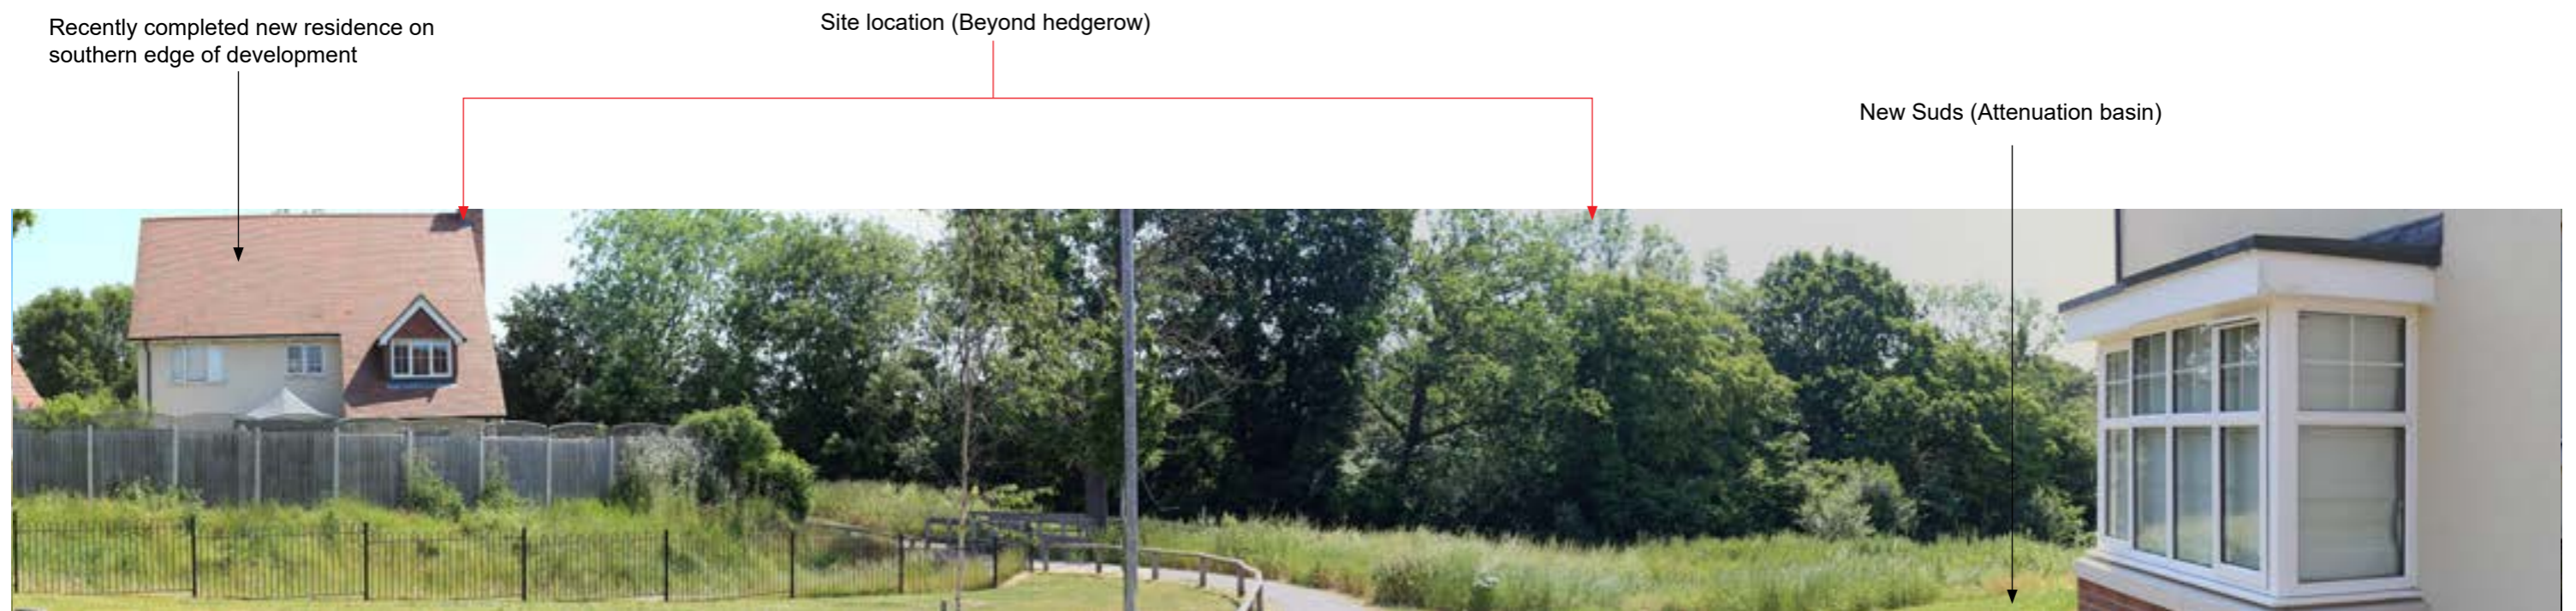 Recently completed new residence on
southern edge of development
Site location (Beyond hedgerow)
New Suds (Attenuation basin)